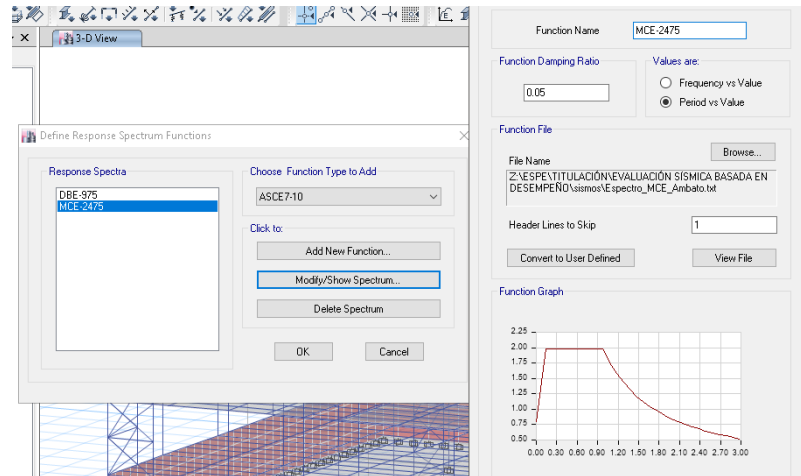 3-D View
Define Response Spectrum Functions
Response Spectra
DBE-975
MCE-2475
Choose Function Type to Add
ASCE7-10
Click to:
Add New Function...
Modify/Show Spectrum...
Delete Spectrum
OK
Cancel
Function Name
MCE-2475
Function Damping Ratio
0.05
Values are:
Frequency vs Value
Period vs Value
Function File
File Name
Browse...
Z:\ESPE\TITULACIÓN\EVALUACIÓN SÍSMICA BASADA EN
DESEMPEÑO\sismos\Espectro_MCE_Ambato.txt
Header Lines to Skip
1
Convert to User Defined
View File
Function Graph
2.25
2.00
1.75
1.50
1.25
1.00
0.75
0.50
0.00 0.30 0.60 0.90 1.20 1.50 1.80 2.10 2.40 2.70 3.00